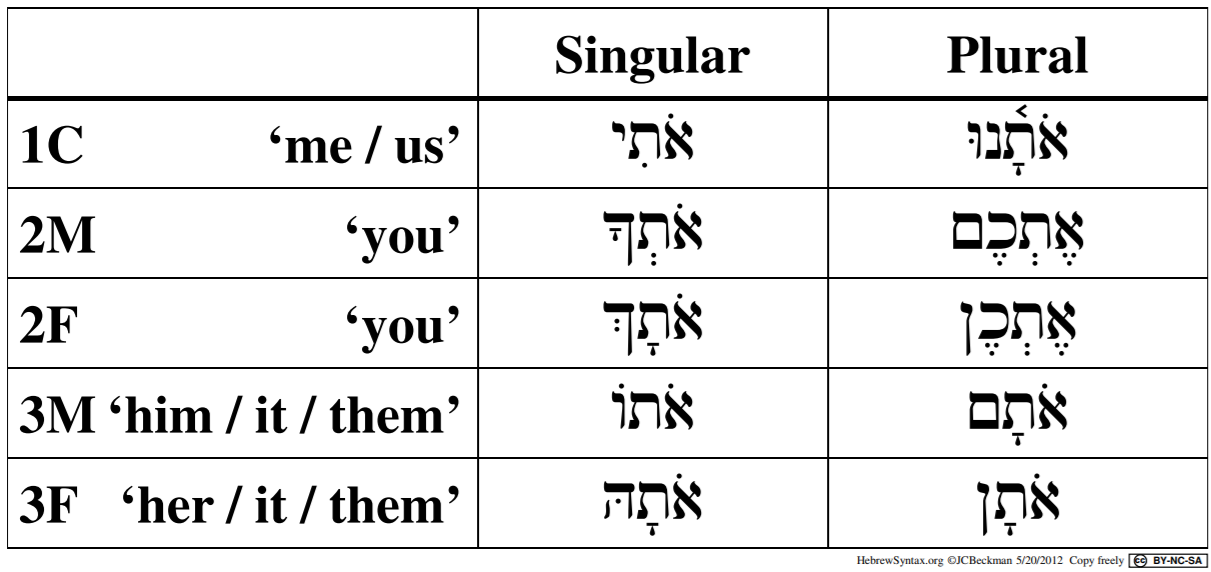 Singular Plural
1C ‘me / us’ אֹתִי אֹתָ֫נוּ
2M ‘you’ אֹתְךָ אֶתְכֶם
2F ‘you’ אֹתָךְ אֶתְכֶן
3M ‘him / it / them’ אֹתוֹ אֹתָם
3F ‘her / it / them’ אֹתָהּ אֹתָן
HebrewSyntax.org ©JCBeckman 5/20/2012 Copy freely cc BY-NC-SA